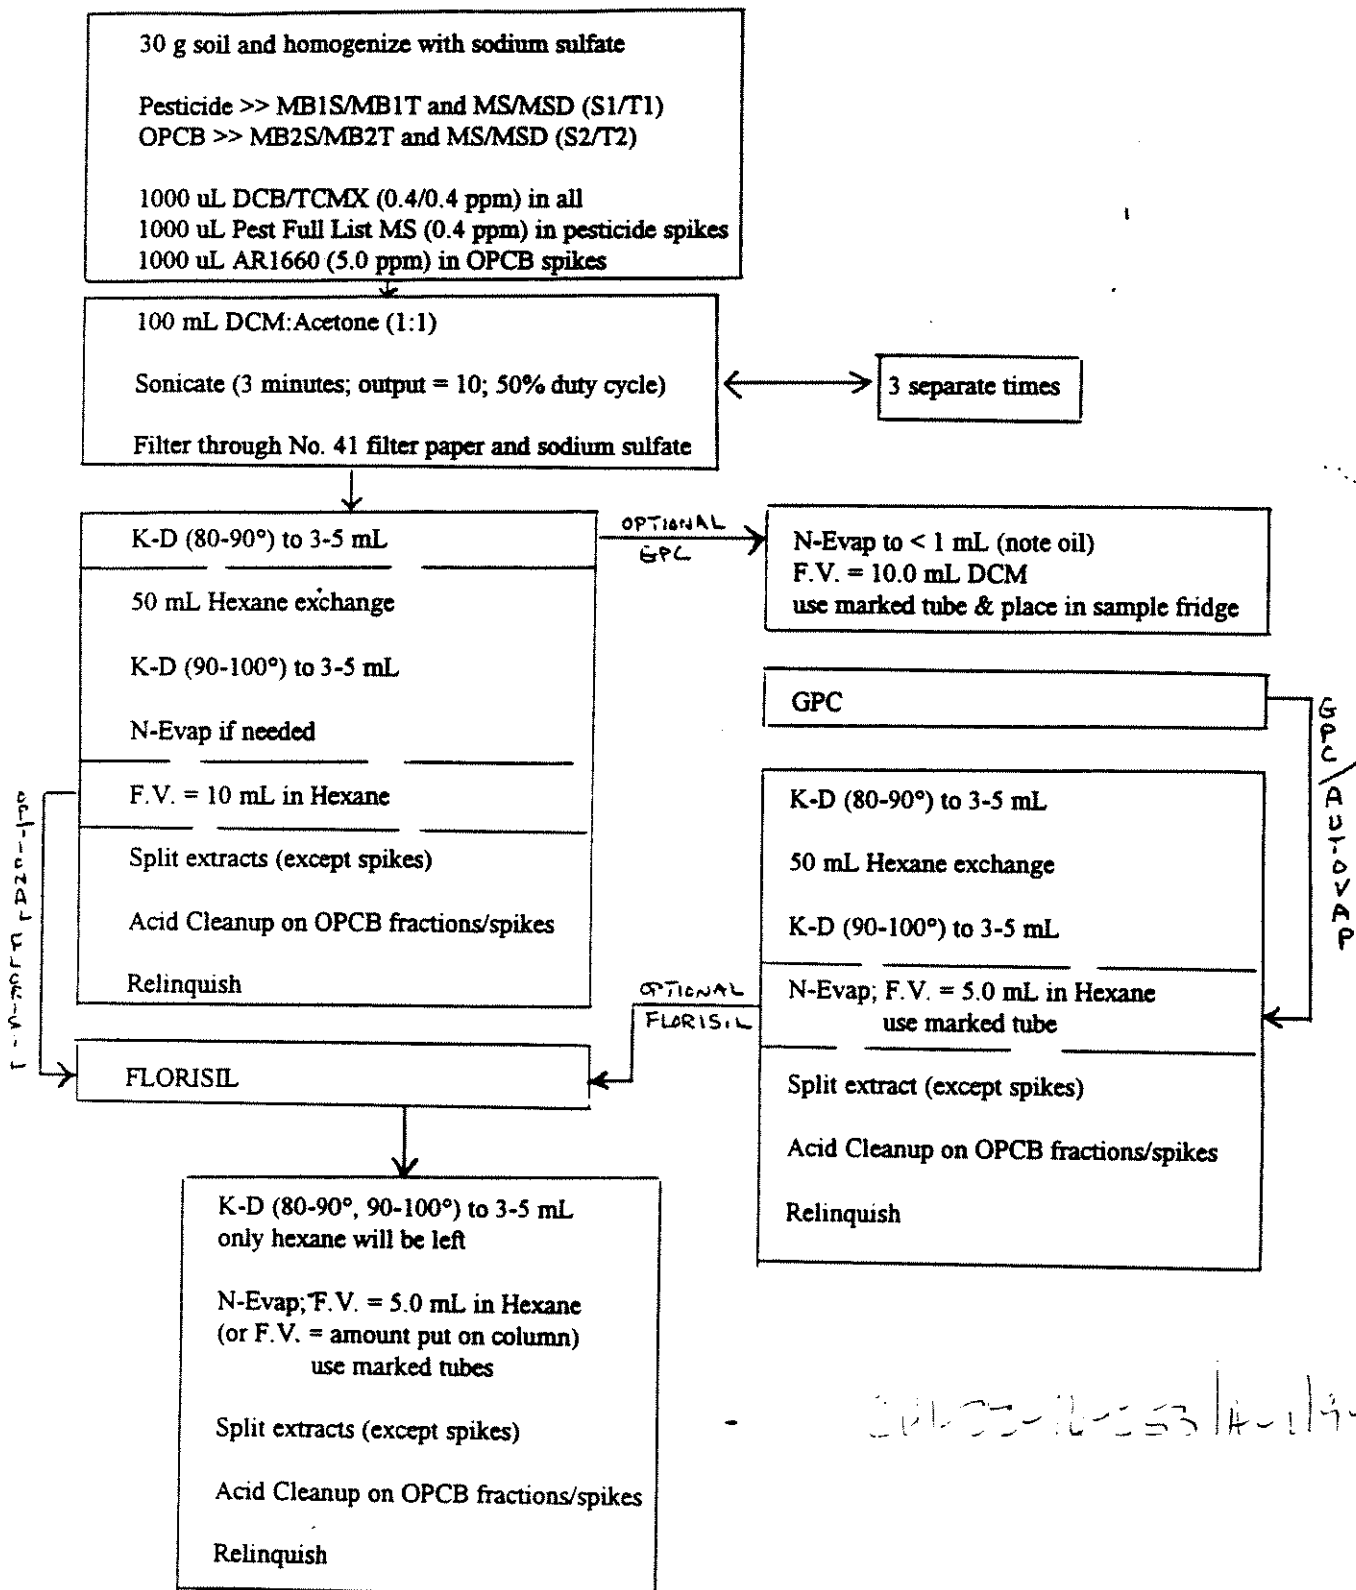 30 g soil and homogenize with sodium sulfate
Pesticide >> MB1S/MB1T and MS/MSD (S1/T1)
OPCB >> MB2S/MB2T and MS/MSD (S2/T2)
1000 uL DCB/TCMX (0.4/0.4 ppm) in all
1000 uL Pest Full List MS (0.4 ppm) in pesticide spikes
1000 uL AR1660 (5.0 ppm) in OPCB spikes
100 mL DCM:Acetone (1:1)
Sonicate (3 minutes; output = 10; 50% duty cycle)
Filter through No. 41 filter paper and sodium sulfate
3 separate times
K-D (80-90°) to 3-5 mL
50 mL Hexane exchange
K-D (90-100°) to 3-5 mL
N-Evap if needed
F.V. = 10 mL in Hexane
Split extracts (except spikes)
Acid Cleanup on OPCB fractions/spikes
Relinquish
OPTIONAL
GPC
N-Evap to < 1 mL (note oil)
F.V. = 10.0 mL DCM
use marked tube & place in sample fridge
GPC
GPC/AUTOVAP
K-D (80-90°) to 3-5 mL
50 mL Hexane exchange
K-D (90-100°) to 3-5 mL
N-Evap; F.V. = 5.0 mL in Hexane
use marked tube
Split extract (except spikes)
Acid Cleanup on OPCB fractions/spikes
Relinquish
OPTIONAL
FLORISIL
OPTIONAL FLORISIL
FLORISIL
K-D (80-90°, 90-100°) to 3-5 mL
only hexane will be left
N-Evap; F.V. = 5.0 mL in Hexane
(or F.V. = amount put on column)
use marked tubes
Split extracts (except spikes)
Acid Cleanup on OPCB fractions/spikes
Relinquish